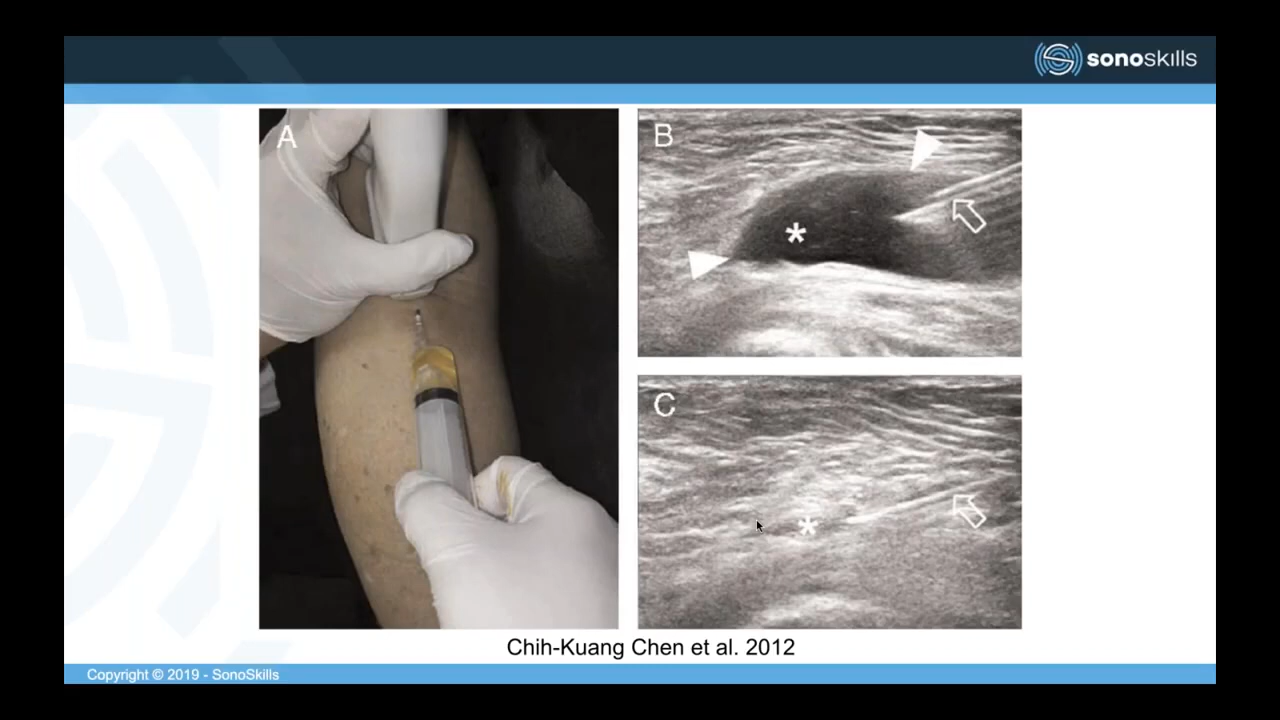 sonoskills
A
B
*
C
*
Chih-Kuang Chen et al. 2012
Copyright © 2019 - SonoSkills